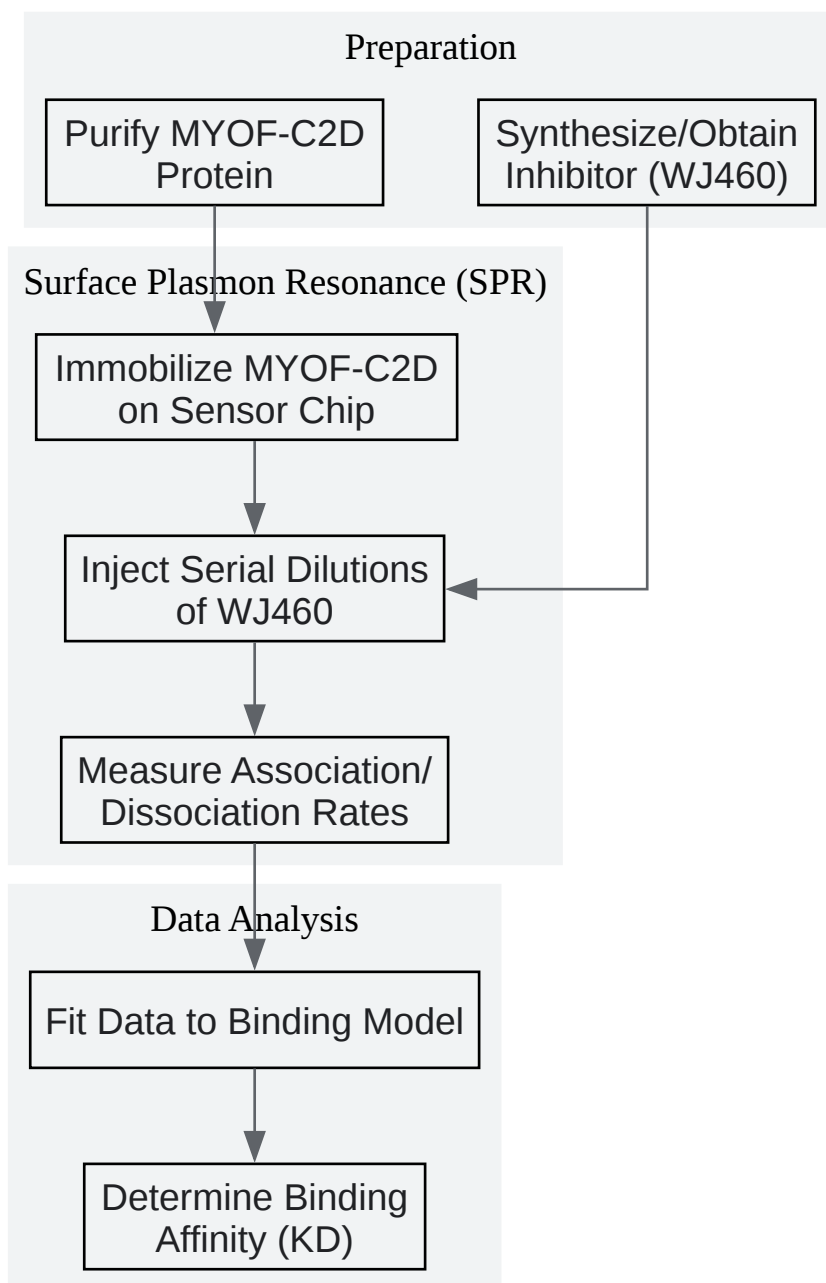 Preparation
Purify MYOF-C2D
Protein
Synthesize/Obtain
Inhibitor (WJ460)
Surface Plasmon Resonance (SPR)
Immobilize MYOF-C2D
on Sensor Chip
Inject Serial Dilutions
of WJ460
Measure Association/
Dissociation Rates
Data Analysis
Fit Data to Binding Model
Determine Binding
Affinity (KD)